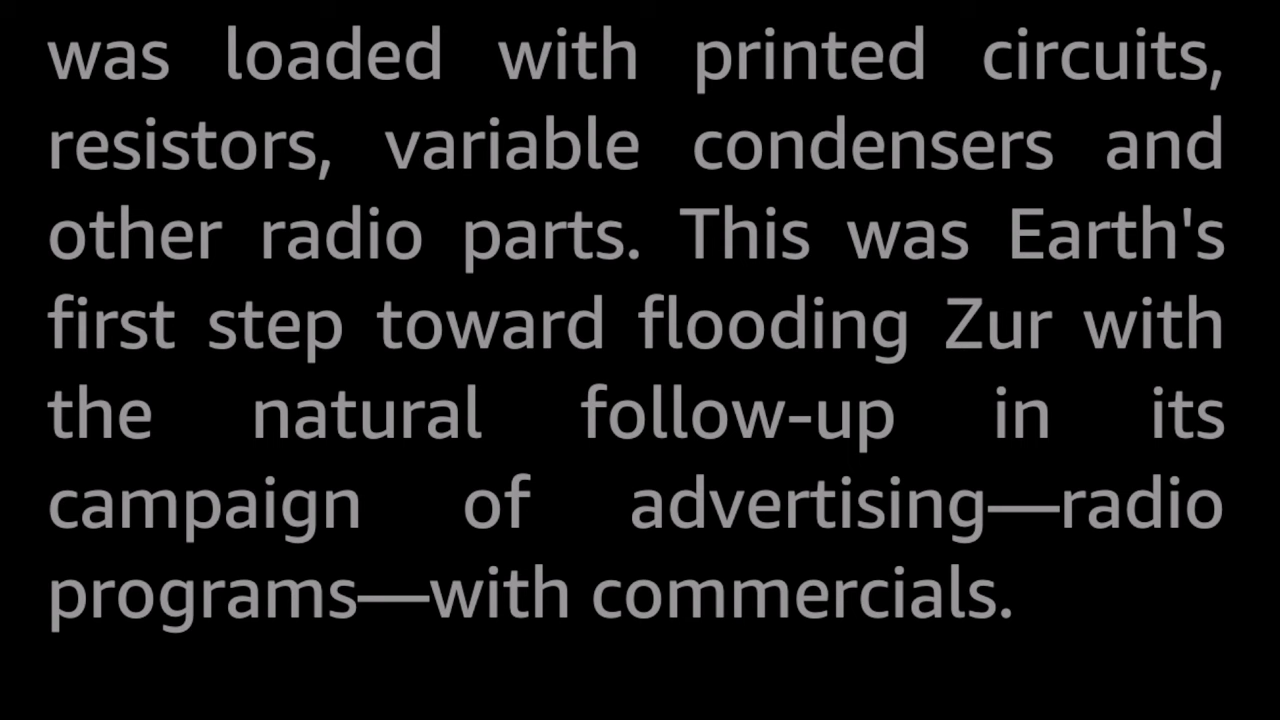 was loaded with printed circuits,
resistors, variable condensers and
other radio parts. This was Earth's
first step toward flooding Zur with
the natural follow-up in its
campaign of advertising—radio
programs—with commercials.